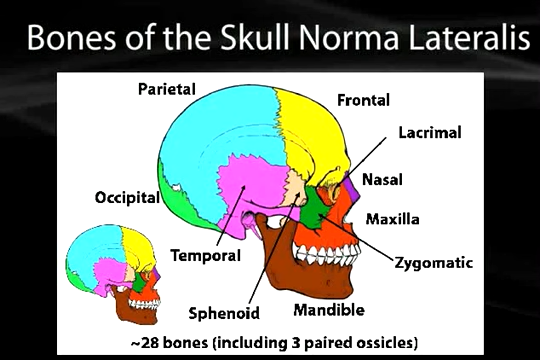 Bones of the Skull Norma Lateralis
Parietal
Frontal
Lacrimal
Nasal
Occipital
Maxilla
Temporal
Zygomatic
Sphenoid
Mandible
~28 bones (including 3 paired ossicles)